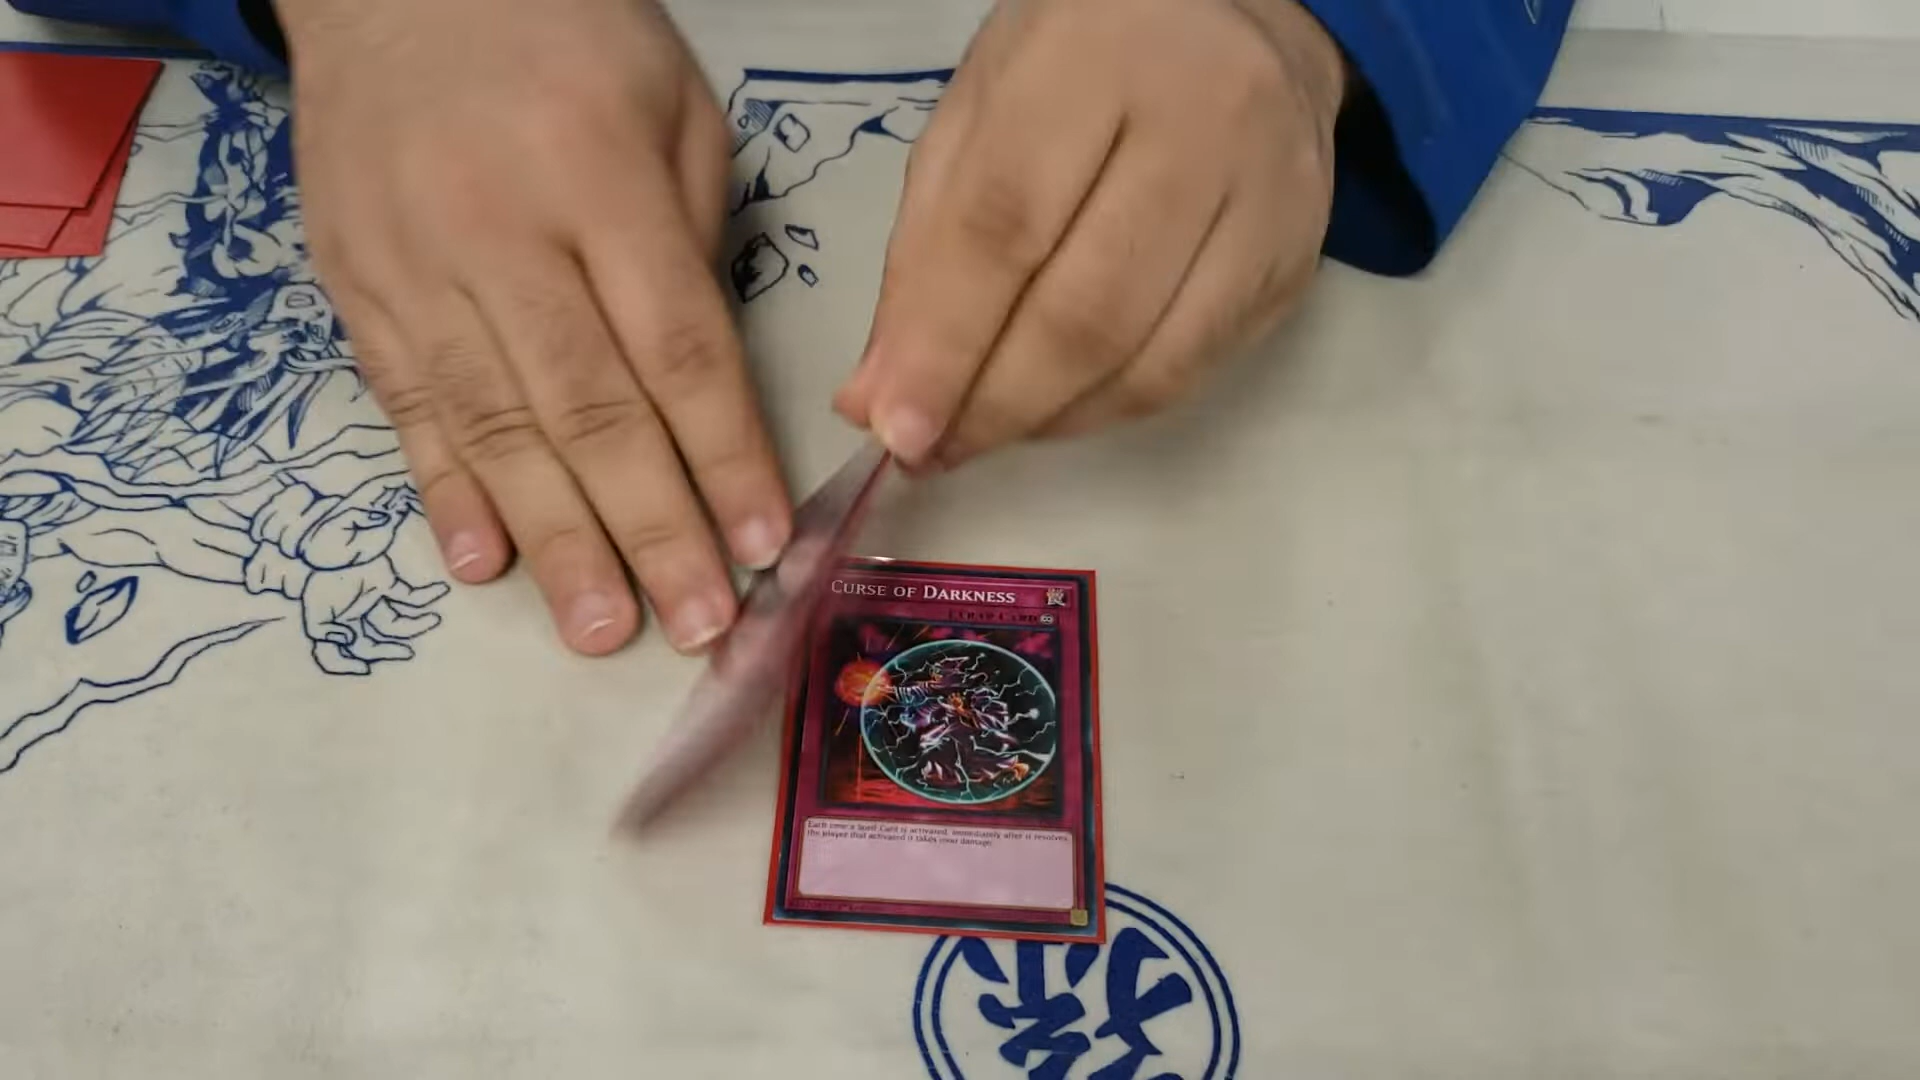 CURSE OF DARKNESS
[TRAP CARD
Each time a Spell Card is activated, immediately after it resolves,
the player that activated it takes 1000 damage.